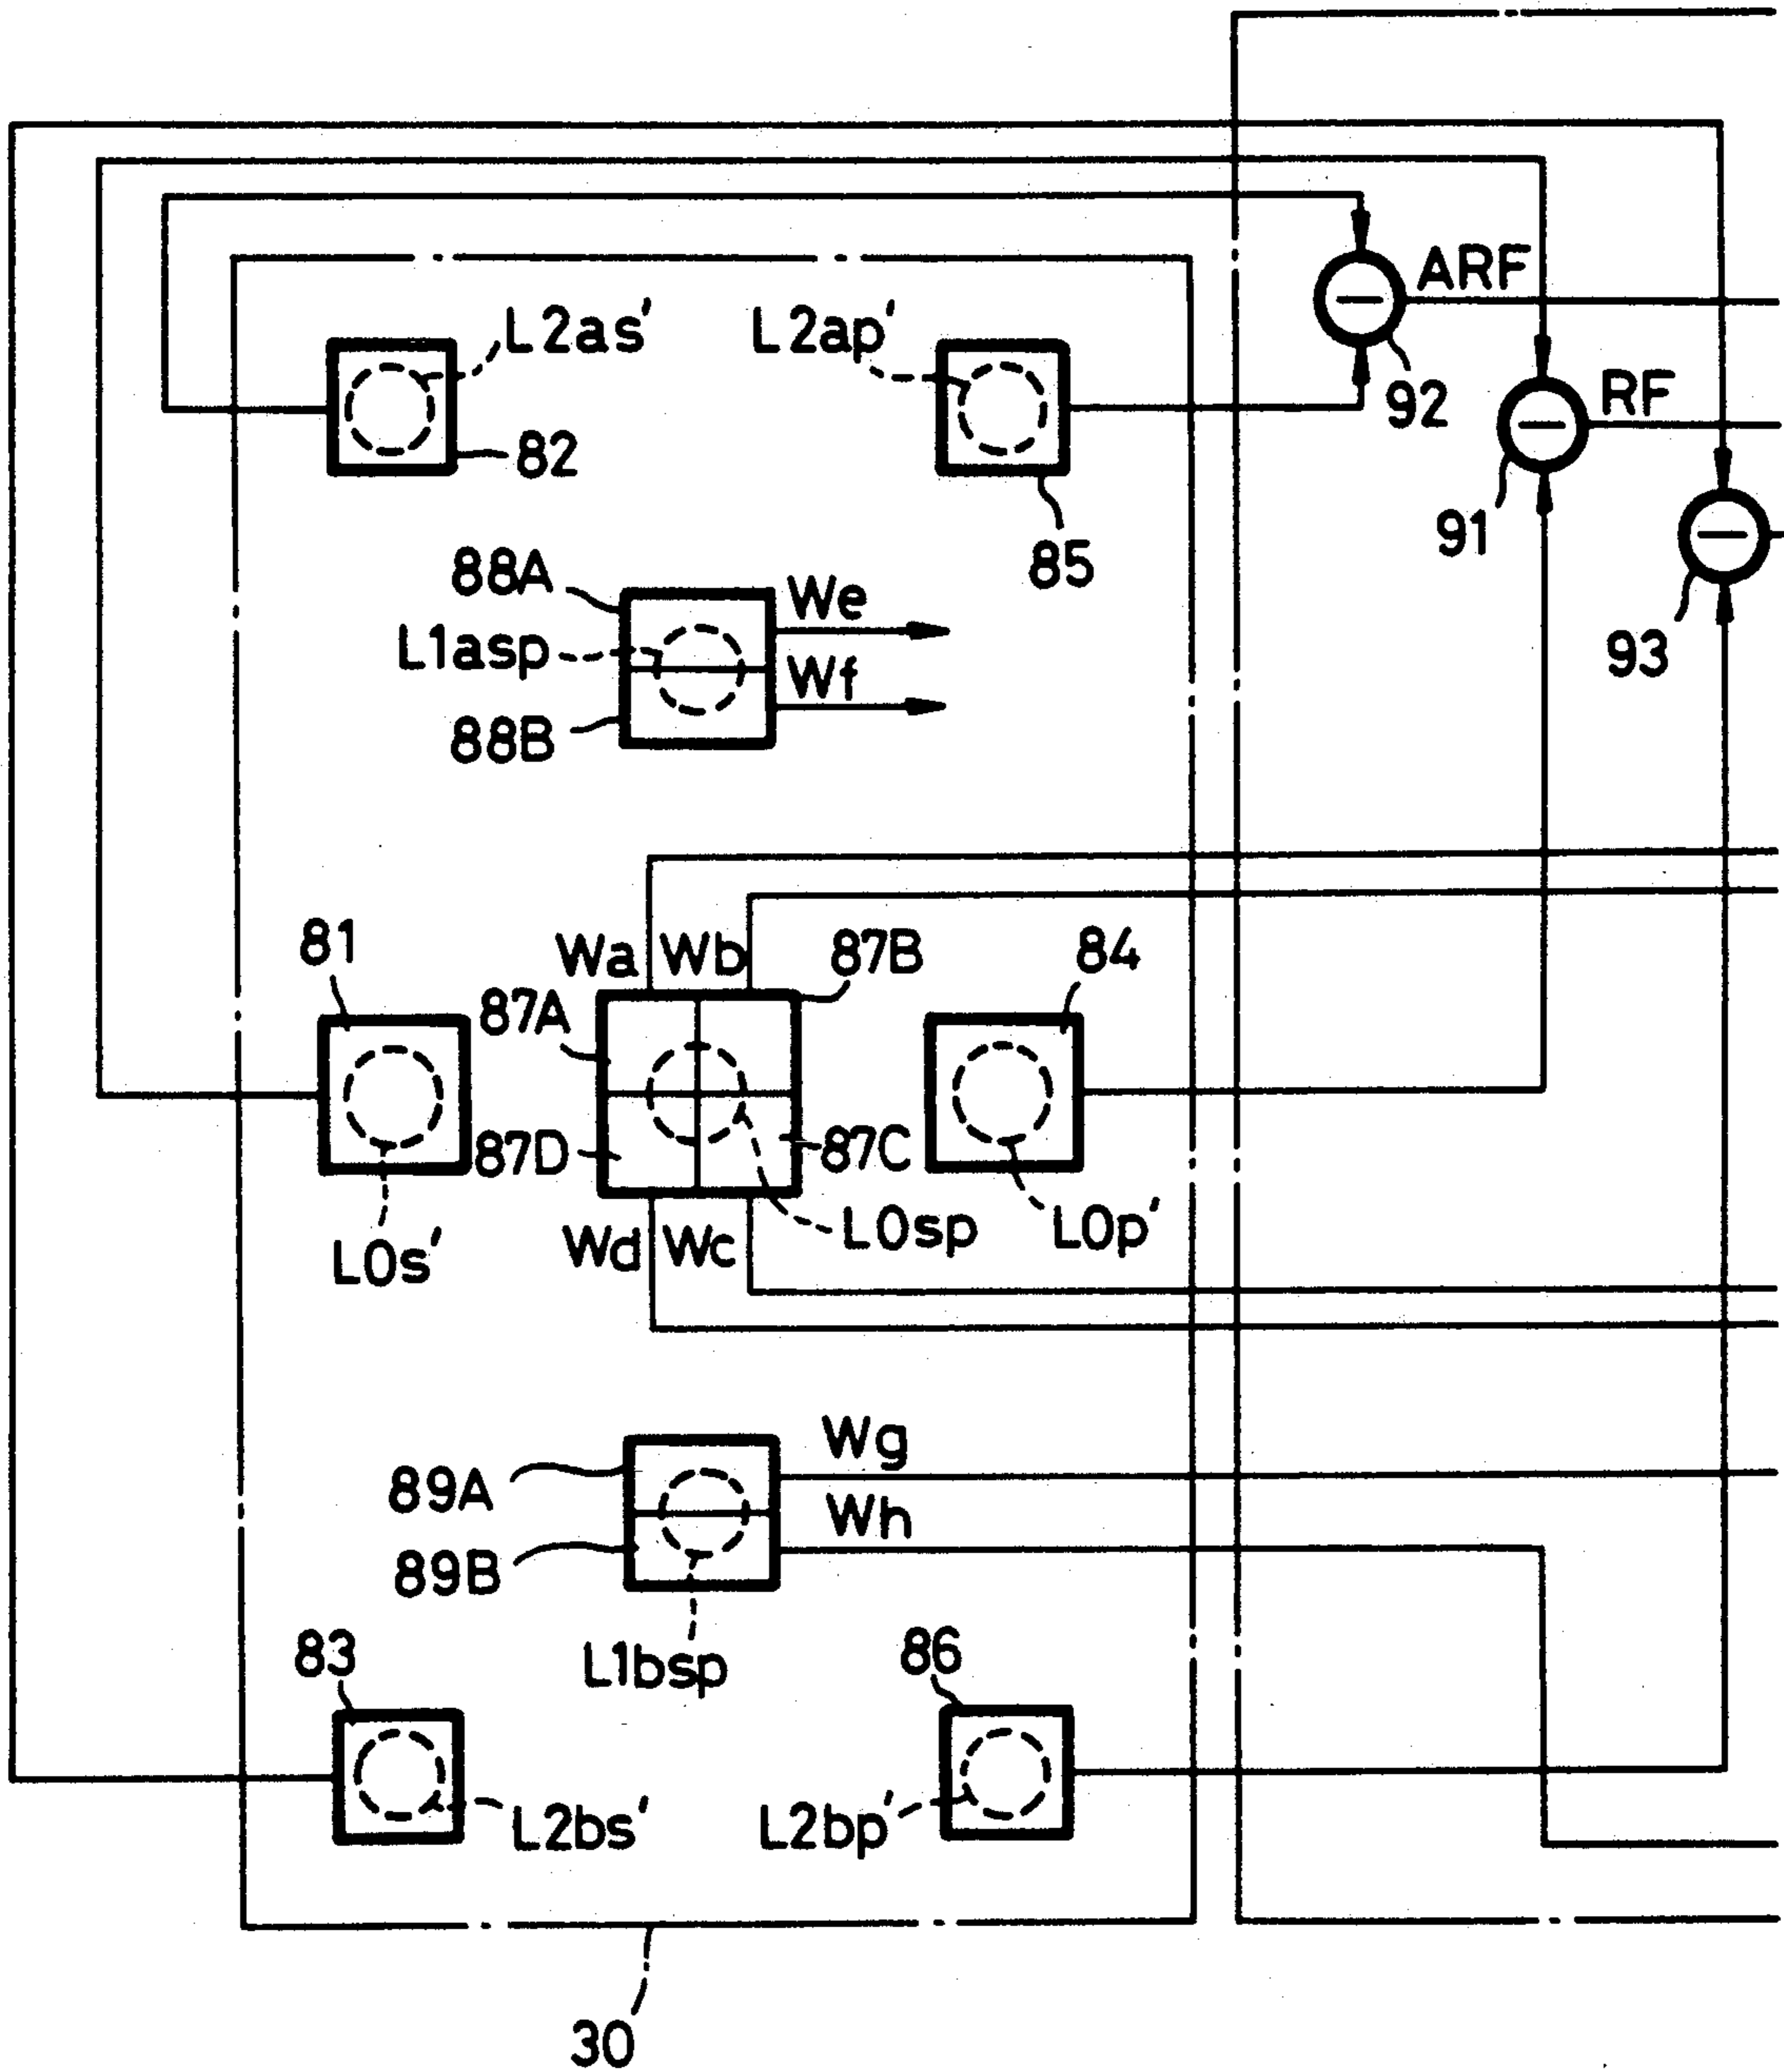 ARF
L2as'
L2ap'
92
RF
82
91
85
88A
We
L1asp
Wf
93
88B
81
Wa
Wb
87B
84
87A
87D
87C
L0s'
Wd
Wc
L0sp
L0p'
Wg
89A
Wh
89B
83
L1bsp
86
L2bs'
L2bp'
30